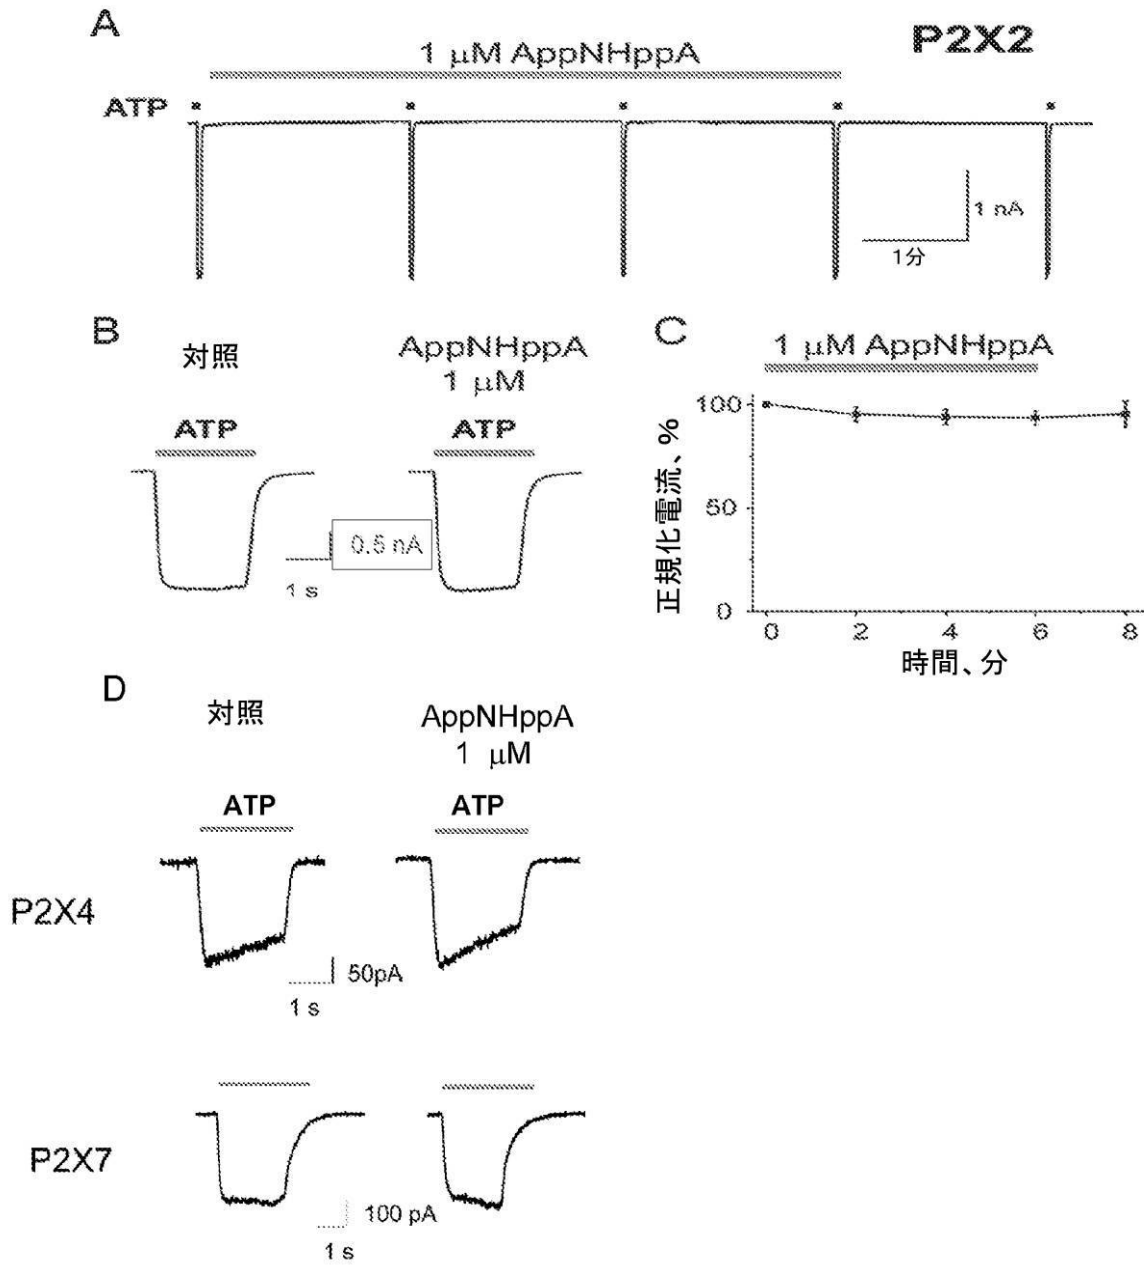 A
1 μM AppNHppA
P2X2
ATP
1 nA
1分
B
対照
AppNHppA
1 μM
ATP
ATP
0.5 nA
1 s
C
1 μM AppNHppA
100
50
0
正規化電流、%
0 2 4 6 8
時間、分
D
対照
AppNHppA
1 μM
ATP
ATP
P2X4
50pA
1 s
P2X7
100 pA
1 s